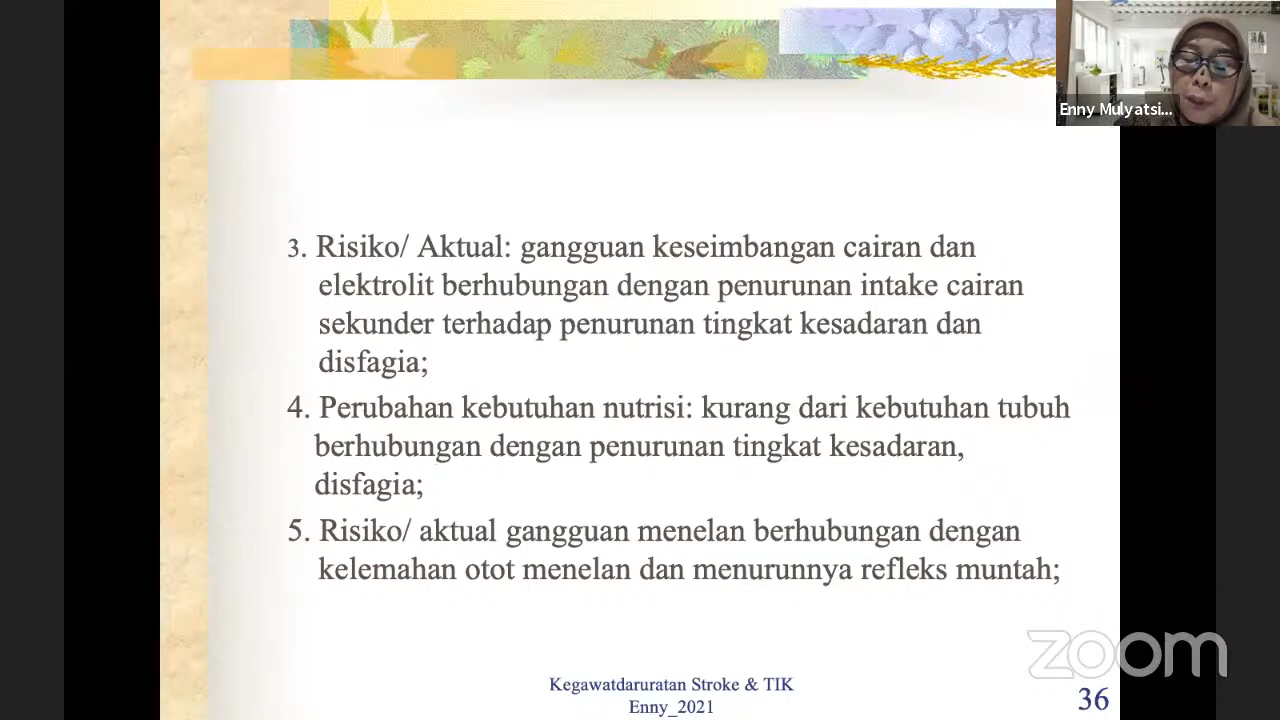 Enny Mulyatsi...
3. Risiko/ Aktual: gangguan keseimbangan cairan dan
elektrolit berhubungan dengan penurunan intake cairan
sekunder terhadap penurunan tingkat kesadaran dan
disfagia;
4. Perubahan kebutuhan nutrisi: kurang dari kebutuhan tubuh
berhubungan dengan penurunan tingkat kesadaran,
disfagia;
5. Risiko/ aktual gangguan menelan berhubungan dengan
kelemahan otot menelan dan menurunnya refleks muntah;
zoom
Kegawatdaruratan Stroke & TIK
Enny_2021
36